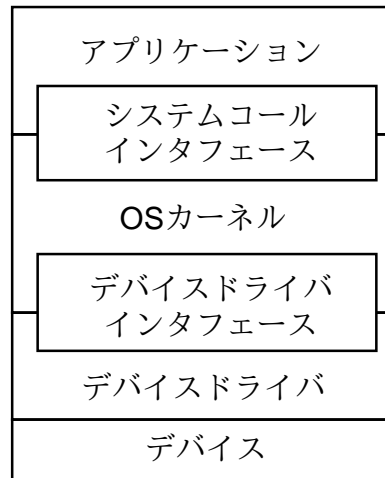 アプリケーション
システムコール
インタフェース
OSカーネル
デバイスドライバ
インタフェース
デバイスドライバ
デバイス